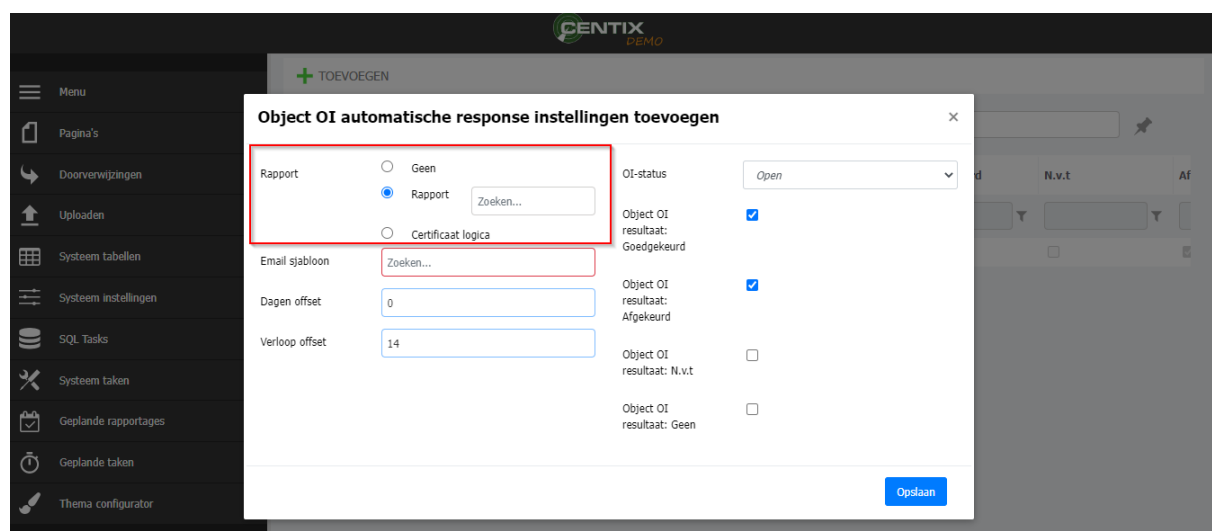 CENTIX
DEMO
TOEVOEGEN
Menu
Pagina's
Doorverwijzingen
Uploaden
Systeem tabellen
Systeem instellingen
SQL Tasks
Systeem taken
Geplande rapportages
Geplande taken
Thema configurator
Object OI automatische response instellingen toevoegen
×
Rapport
Geen
Rapport
Zoeken...
Certificaat logica
Email sjabloon
Zoeken...
Dagen offset
0
Verloop offset
14
OI-status
Open
Object OI
resultaat:
Goedgekeurd
Object OI
resultaat:
Afgekeurd
Object OI
resultaat: N.v.t
Object OI
resultaat: Geen
Opslaan
rd
N.v.t
Af